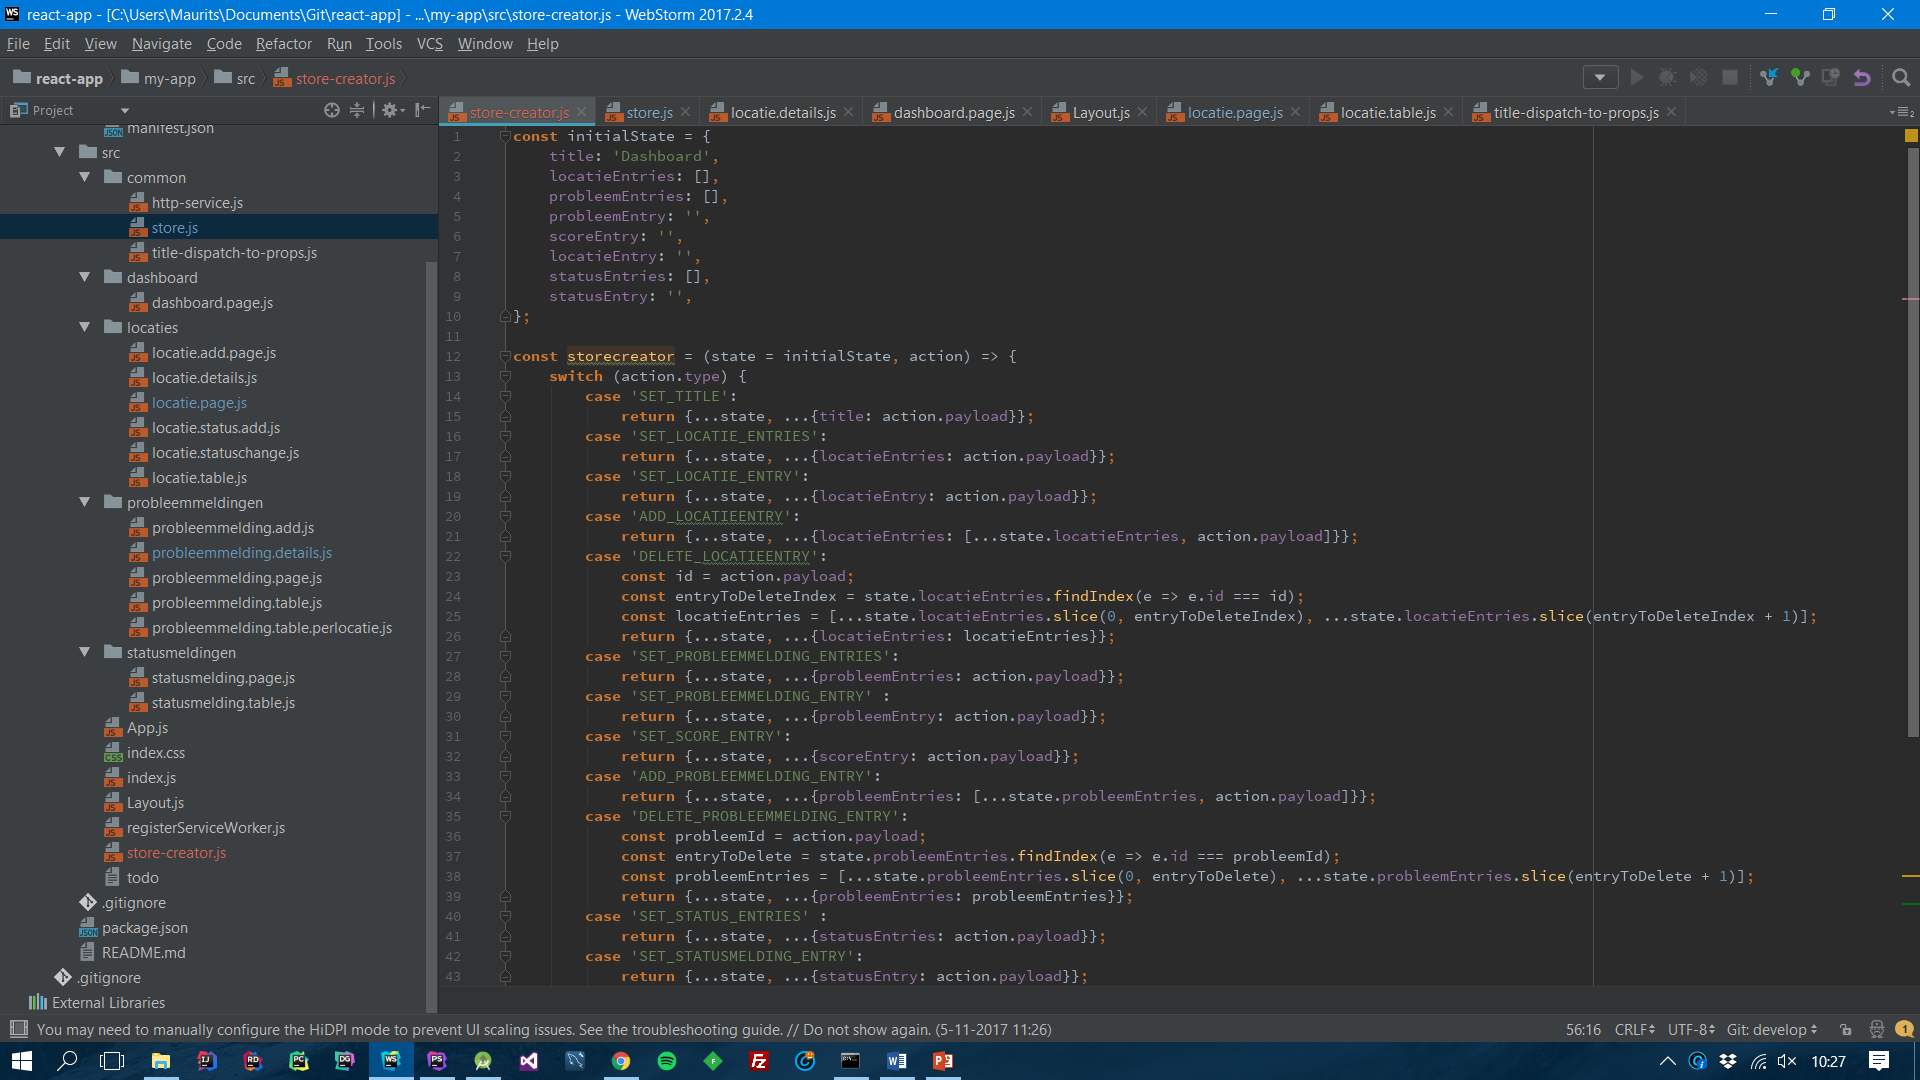 react-app - [C:\Users\Maurits\Documents\Git\react-app] - ...\my-app\src\store-creator.js - WebStorm 2017.2.4
File Edit View Navigate Code Refactor Run Tools VCS Window Help
react-app my-app src store-creator.js
Project
store-creator.js store.js locatie.details.js dashboard.page.js Layout.js locatie.page.js locatie.table.js title-dispatch-to-props.js
manifest.json
src
common
http-service.js
store.js
title-dispatch-to-props.js
dashboard
dashboard.page.js
locaties
locatie.add.page.js
locatie.details.js
locatie.page.js
locatie.status.add.js
locatie.statuschange.js
locatie.table.js
probleemmeldingen
probleemmelding.add.js
probleemmelding.details.js
probleemmelding.page.js
probleemmelding.table.js
probleemmelding.table.perlocatie.js
statusmeldingen
statusmelding.page.js
statusmelding.table.js
App.js
index.css
index.js
Layout.js
registerServiceWorker.js
store-creator.js
todo
.gitignore
package.json
README.md
.gitignore
External Libraries
1 const initialState = {
2 title: 'Dashboard',
3 locatieEntries: [],
4 probleemEntries: [],
5 probleemEntry: '',
6 scoreEntry: '',
7 locatieEntry: '',
8 statusEntries: [],
9 statusEntry: '',
10 };
11
12 const storecreator = (state = initialState, action) => {
13 switch (action.type) {
14 case 'SET_TITLE':
15 return {...state, ...{title: action.payload}};
16 case 'SET_LOCATIE_ENTRIES':
17 return {...state, ...{locatieEntries: action.payload}};
18 case 'SET_LOCATIE_ENTRY':
19 return {...state, ...{locatieEntry: action.payload}};
20 case 'ADD_LOCATIEENTRY':
21 return {...state, ...{locatieEntries: [...state.locatieEntries, action.payload]}};
22 case 'DELETE_LOCATIEENTRY':
23 const id = action.payload;
24 const entryToDeleteIndex = state.locatieEntries.findIndex(e => e.id === id);
25 const locatieEntries = [...state.locatieEntries.slice(0, entryToDeleteIndex), ...state.locatieEntries.slice(entryToDeleteIndex + 1)];
26 return {...state, ...{locatieEntries: locatieEntries}};
27 case 'SET_PROBLEEMMELDING_ENTRIES':
28 return {...state, ...{probleemEntries: action.payload}};
29 case 'SET_PROBLEEMMELDING_ENTRY' :
30 return {...state, ...{probleemEntry: action.payload}};
31 case 'SET_SCORE_ENTRY':
32 return {...state, ...{scoreEntry: action.payload}};
33 case 'ADD_PROBLEEMMELDING_ENTRY':
34 return {...state, ...{probleemEntries: [...state.probleemEntries, action.payload]}};
35 case 'DELETE_PROBLEEMMELDING_ENTRY':
36 const probleemId = action.payload;
37 const entryToDelete = state.probleemEntries.findIndex(e => e.id === probleemId);
38 const probleemEntries = [...state.probleemEntries.slice(0, entryToDelete), ...state.probleemEntries.slice(entryToDelete + 1)];
39 return {...state, ...{probleemEntries: probleemEntries}};
40 case 'SET_STATUS_ENTRIES' :
41 return {...state, ...{statusEntries: action.payload}};
42 case 'SET_STATUSMELDING_ENTRY':
43 return {...state, ...{statusEntry: action.payload}};
You may need to manually configure the HiDPI mode to prevent UI scaling issues. See the troubleshooting guide. // Do not show again. (5-11-2017 11:26)
56:16 CRLF UTF-8 Git: develop 1
10:27